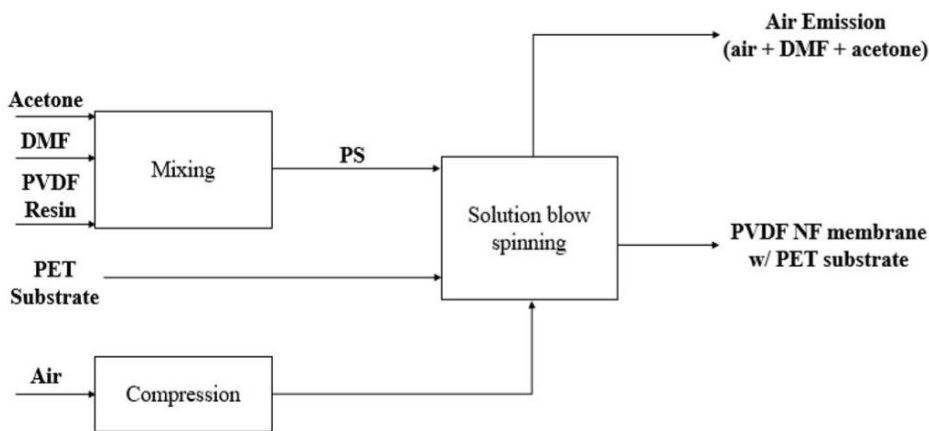 Air Emission
(air + DMF + acetone)
Acetone
DMF
PVDF
Resin
Mixing
PS
Solution blow
spinning
PVDF NF membrane
w/ PET substrate
PET
Substrate
Air
Compression